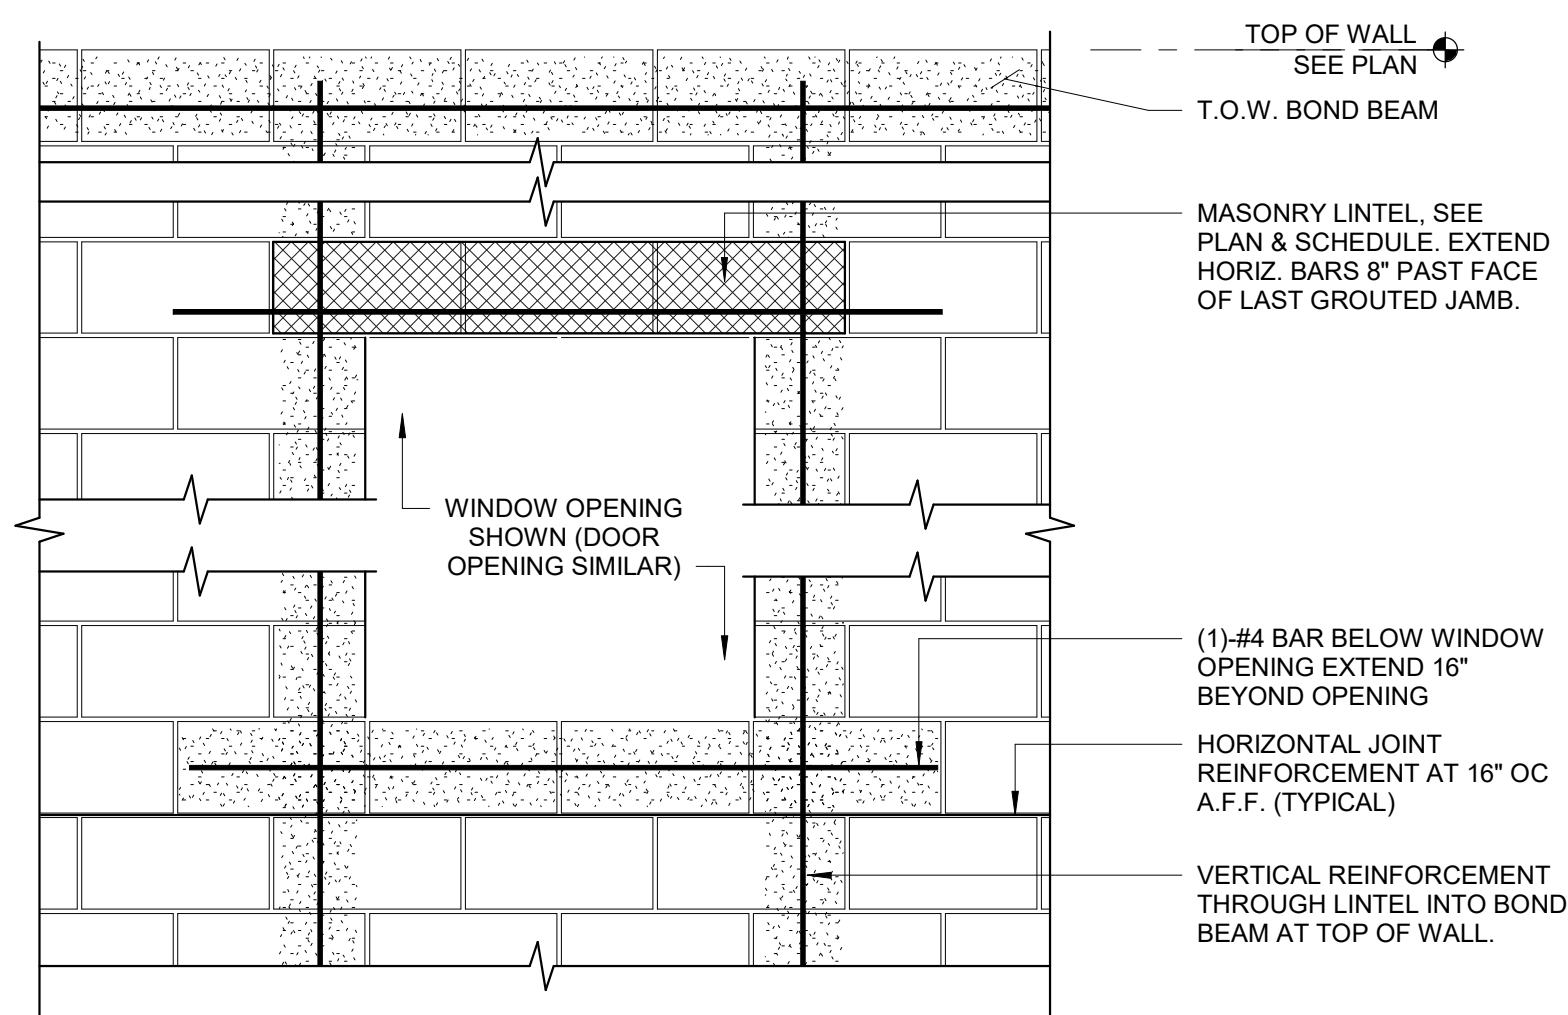 TOP OF WALL
SEE PLAN
T.O.W. BOND BEAM
MASONRY LINTEL, SEE
PLAN & SCHEDULE. EXTEND
HORIZ. BARS 8" PAST FACE
OF LAST GROUTED JAMB.
WINDOW OPENING
SHOWN (DOOR
OPENING SIMILAR)
(1)-#4 BAR BELOW WINDOW
OPENING EXTEND 16"
BEYOND OPENING
HORIZONTAL JOINT
REINFORCEMENT AT 16" OC
A.F.F. (TYPICAL)
VERTICAL REINFORCEMENT
THROUGH LINTEL INTO BOND
BEAM AT TOP OF WALL.